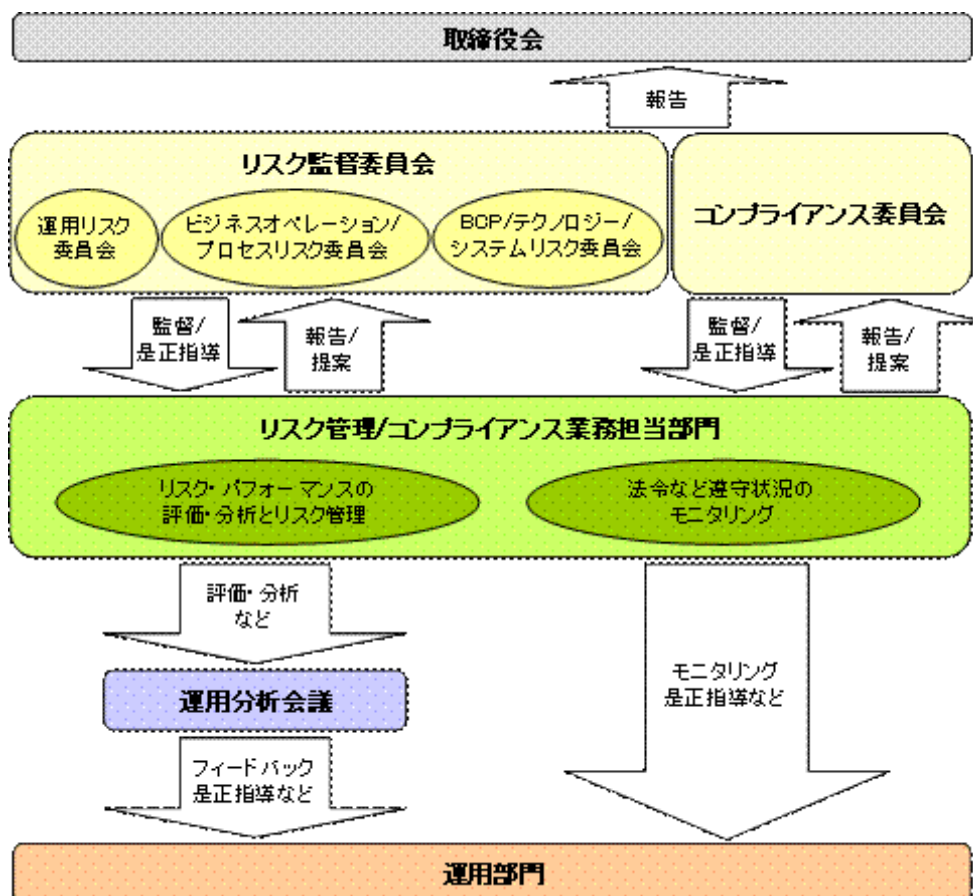 取締役会
報告
リスク監督委員会
運用リスク
委員会
ビジネスオペレーション/
プロセスリスク委員会
BCP/テクノロジー/
システムリスク委員会
コンプライアンス委員会
監督/
是正指導
報告/
提案
監督/
是正指導
報告/
提案
リスク管理/コンプライアンス業務担当部門
リスク・パフォーマンスの
評価・分析とリスク管理
法令など遵守状況の
モニタリング
評価・分析
など
運用分析会議
フィードバック
是正指導など
モニタリング
是正指導など
運用部門